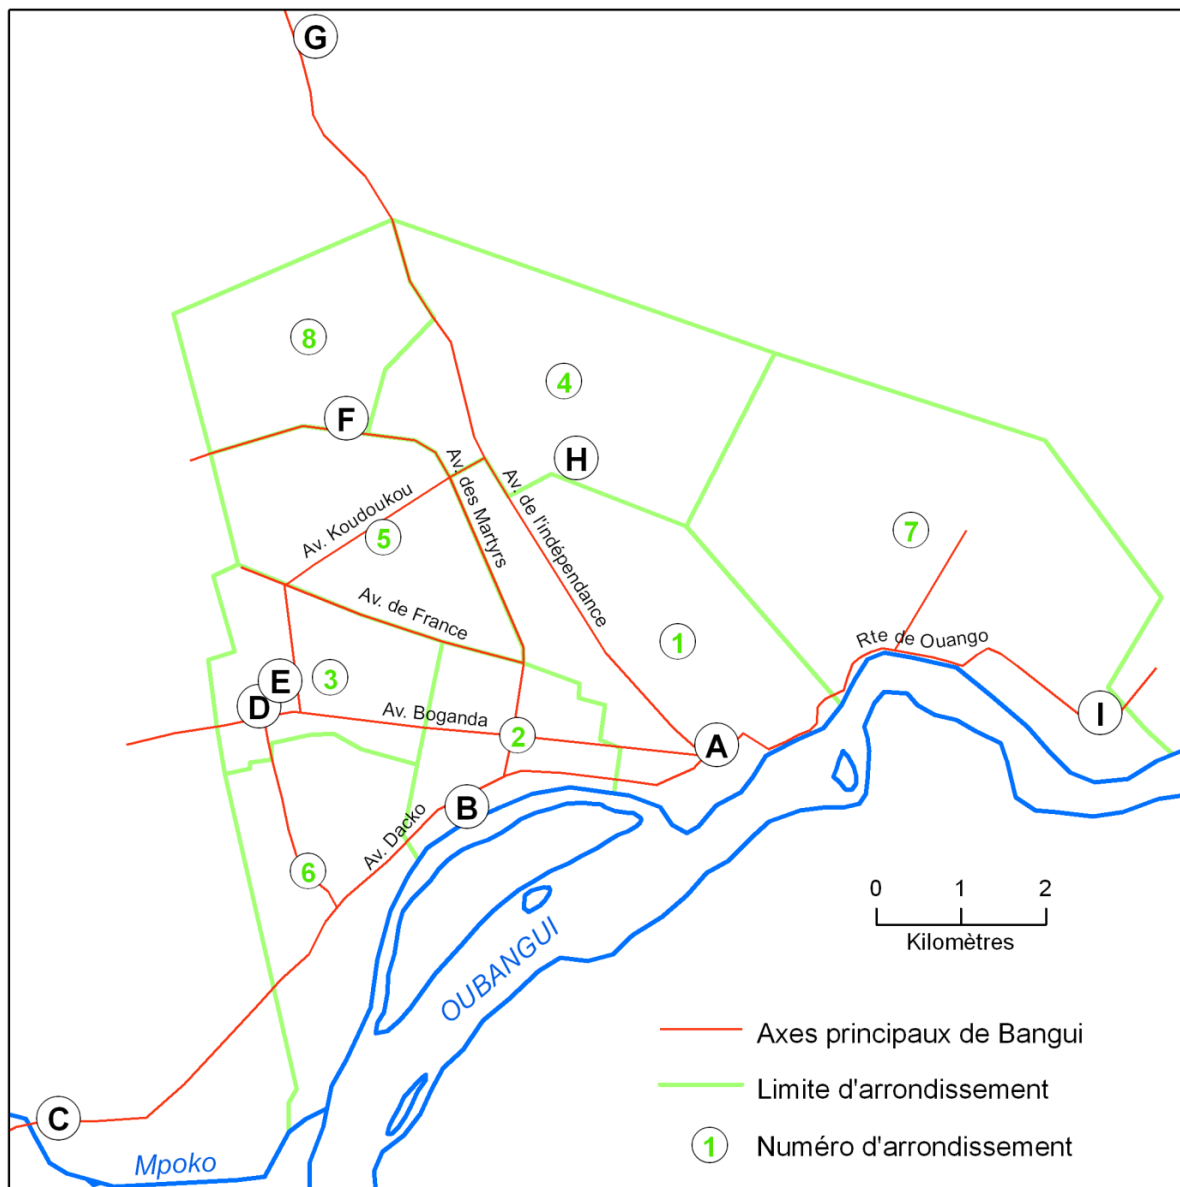 G
8
4
F
H
Av. Koudoukou
Av. des Martyrs
Av. de l'indépendance
5
7
Av. de France
1
Rte de Ouango
E
3
D
Av. Boganda
2
A
I
B
Av. Dacko
6
0 1 2
Kilomètres
OUBANGUI
Axes principaux de Bangui
Limite d'arrondissement
C
1 Numéro d'arrondissement
Mpoko